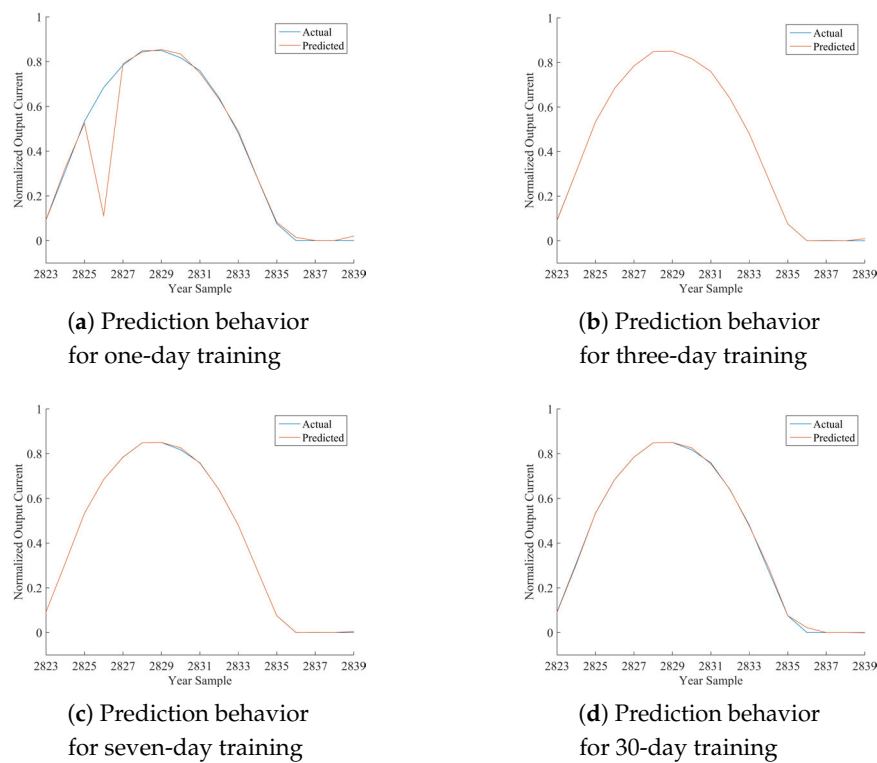 1
Actual
Predicted
0.8
0.6
0.4
0.2
0
Normalized Output Current
2823 2825 2827 2829 2831 2833 2835 2837 2839
Year Sample
(a) Prediction behavior
for one-day training
1
Actual
Predicted
0.8
0.6
0.4
0.2
0
Normalized Output Current
2823 2825 2827 2829 2831 2833 2835 2837 2839
Year Sample
(b) Prediction behavior
for three-day training
1
Actual
Predicted
0.8
0.6
0.4
0.2
0
Normalized Output Current
2823 2825 2827 2829 2831 2833 2835 2837 2839
Year Sample
(c) Prediction behavior
for seven-day training
1
Actual
Predicted
0.8
0.6
0.4
0.2
0
Normalized Output Current
2823 2825 2827 2829 2831 2833 2835 2837 2839
Year Sample
(d) Prediction behavior
for 30-day training